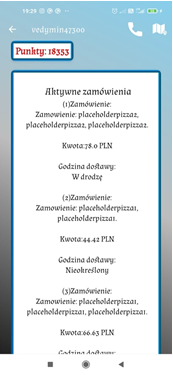 10:29
vedymin47300
Punkty: 18353
Aktywne zamówienia
(1)Zamówienie:
Zamowienie: placeholderpizza2,
placeholderpizza2, placeholderpizza2.
Kwota:78.0 PLN
Godzina dostawy:
W drodzę
(2)Zamówienie:
Zamowienie: placeholderpizza1,
placeholderpizza1.
Kwota:44.42 PLN
Godzina dostawy:
Nieokreślony
(3)Zamówienie:
Zamowienie: placeholderpizza1,
placeholderpizza1, placeholderpizza1.
Kwota:66.63 PLN
Godzina dostawy: